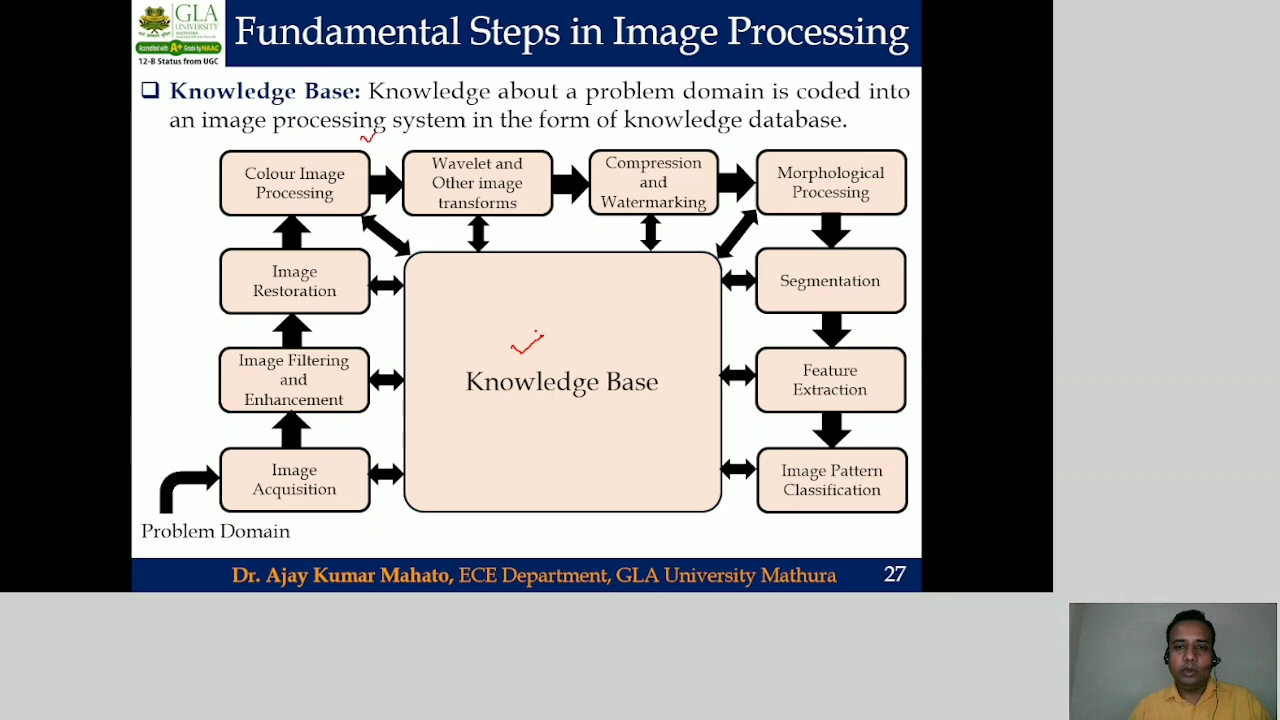 GLA
UNIVERSITY
MATHURA
Accredited with A+ Grade by NAAC
12-B Status from UGC
Fundamental Steps in Image Processing
Knowledge Base: Knowledge about a problem domain is coded into
an image processing system in the form of knowledge database.
Colour Image
Processing
Wavelet and
Other image
transforms
Compression
and
Watermarking
Morphological
Processing
Image
Restoration
Segmentation
Image Filtering
and
Enhancement
Knowledge Base
Feature
Extraction
Image
Acquisition
Image Pattern
Classification
Problem Domain
Dr. Ajay Kumar Mahato, ECE Department, GLA University Mathura
27